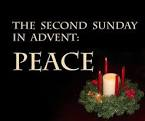 THE SECOND SUNDAY
IN ADVENT:
PEACE